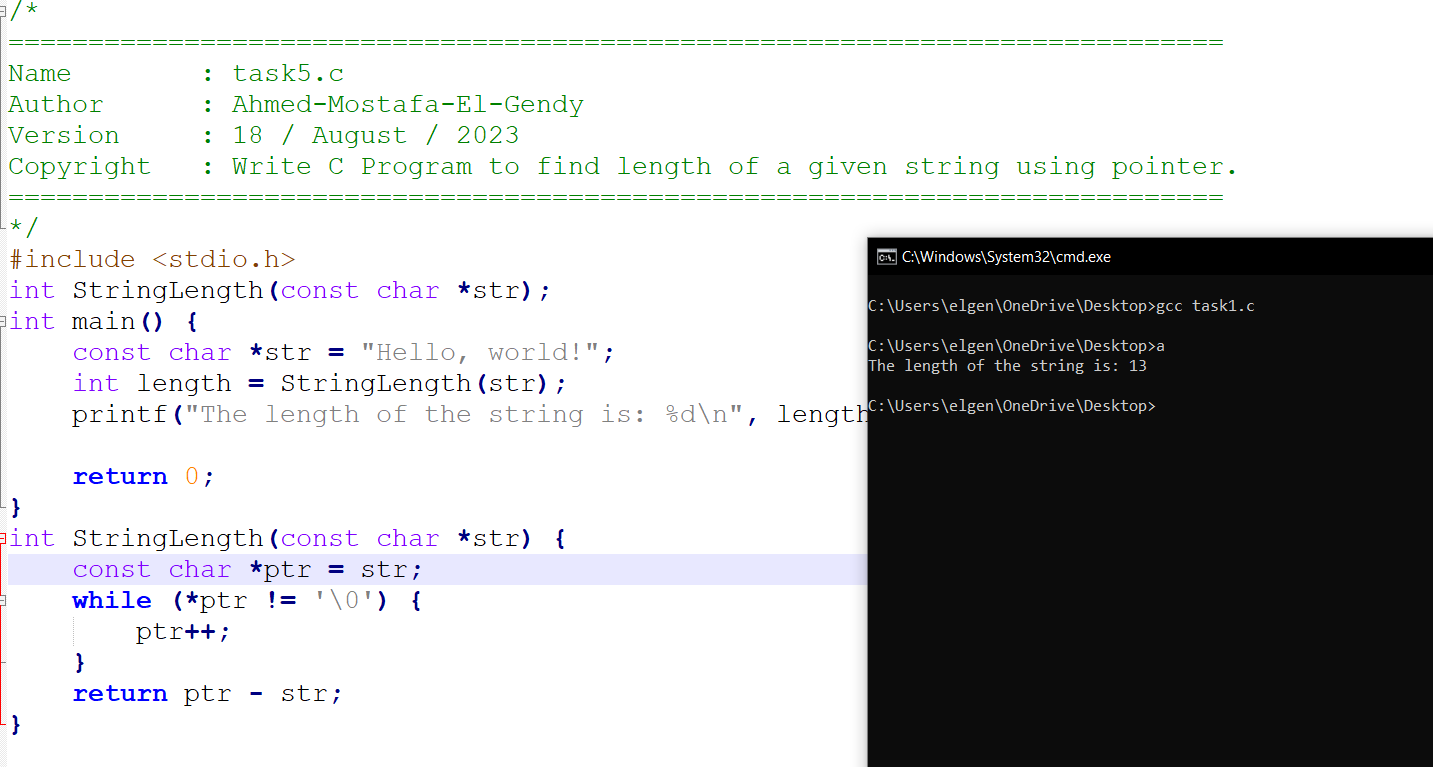 /*
============================================================================
Name        : task5.c
Author      : Ahmed-Mostafa-El-Gendy
Version     : 18 / August / 2023
Copyright   : Write C Program to find length of a given string using pointer.
============================================================================
*/
#include <stdio.h>
int StringLength(const char *str);
int main() {
    const char *str = "Hello, world!";
    int length = StringLength(str);
    printf("The length of the string is: %d\n", length

    return 0;
}
int StringLength(const char *str) {
    const char *ptr = str;
    while (*ptr != '\0') {
        ptr++;
    }
    return ptr - str;
}
C:\Windows\System32\cmd.exe
C:\Users\elgen\OneDrive\Desktop>gcc task1.c
C:\Users\elgen\OneDrive\Desktop>a
The length of the string is: 13
C:\Users\elgen\OneDrive\Desktop>